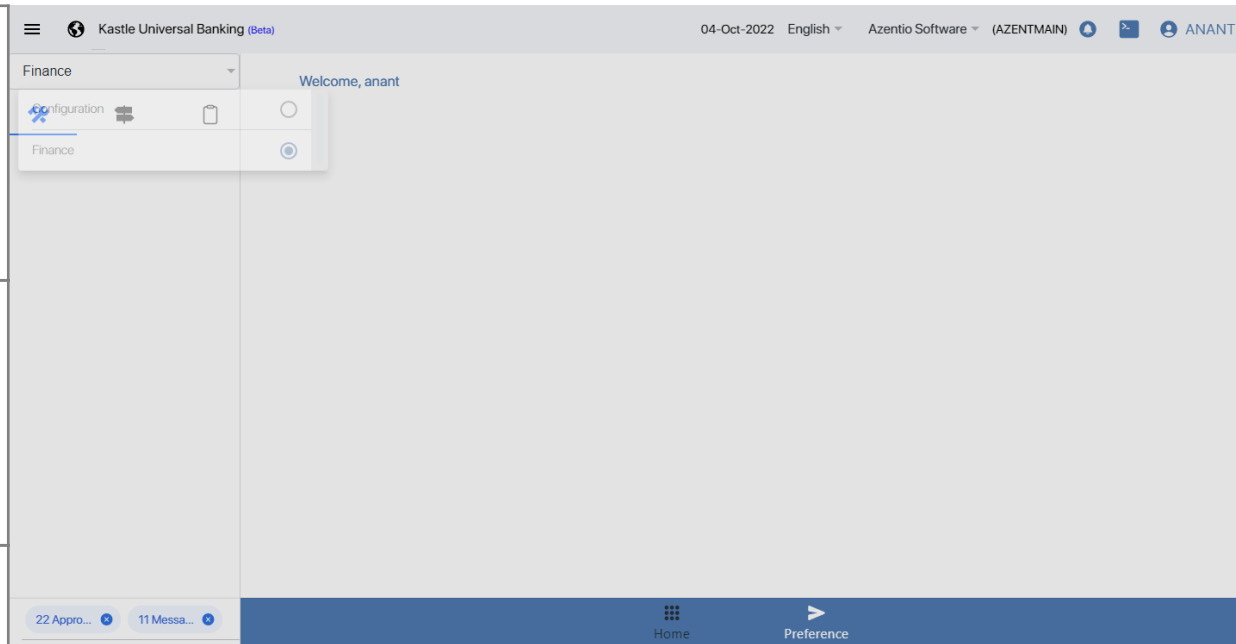 Kastle Universal Banking (Beta) 04-Oct-2022 English Azentio Software (AZENTMAIN) ANANT
Finance
Welcome, anant
Configuration
Finance
22 Appro... 11 Messa...
Home Preference